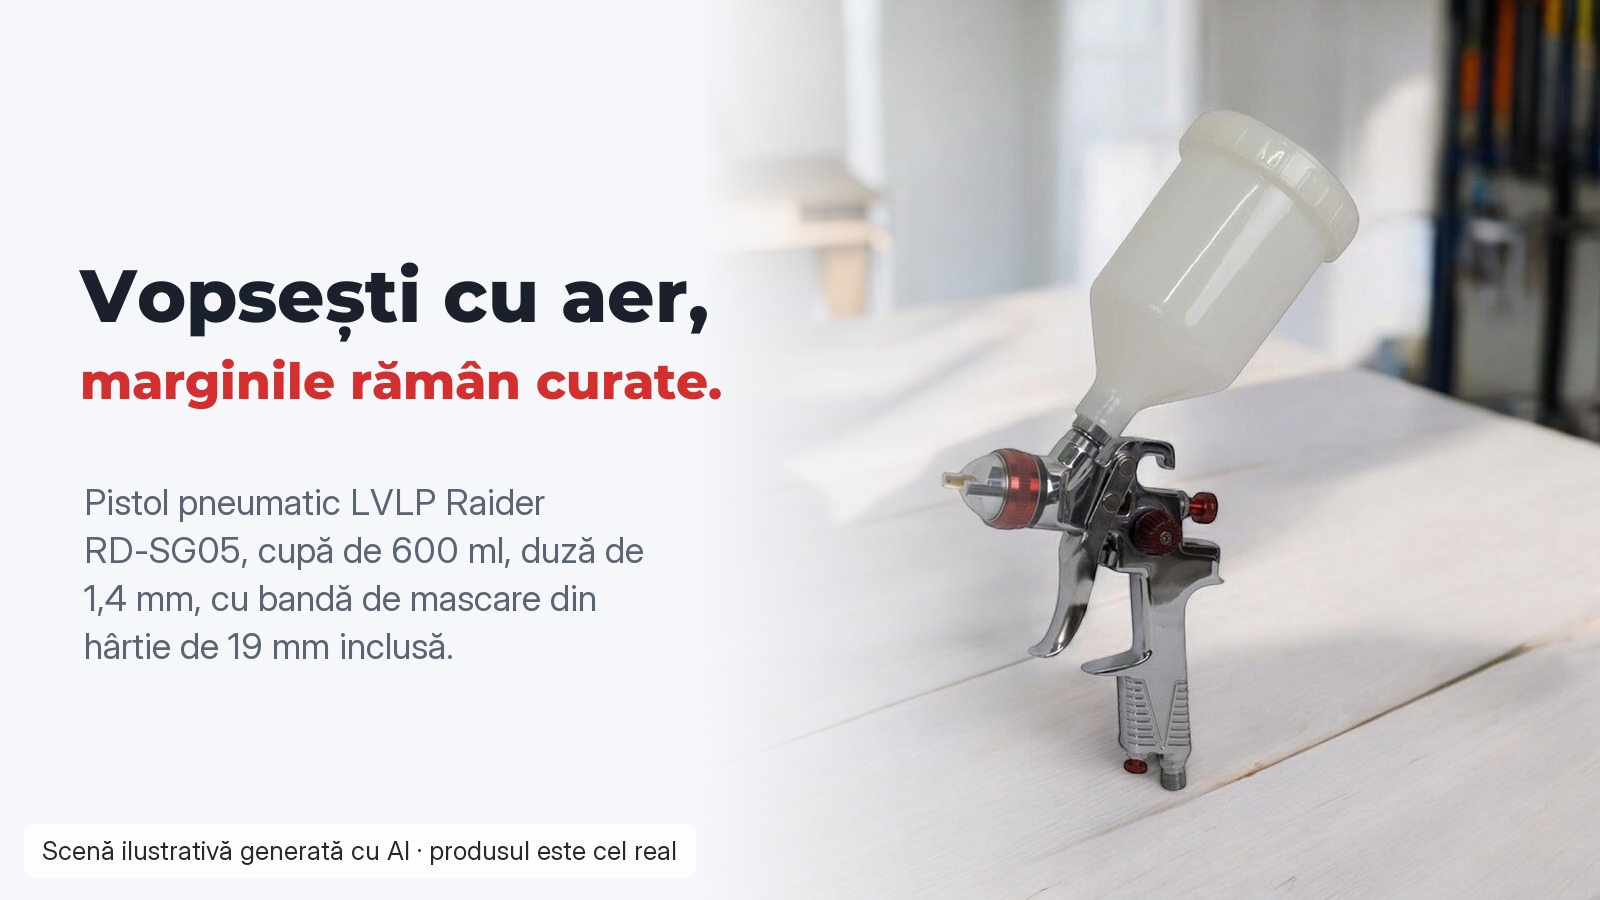 Vopsești cu aer,
marginile rămân curate.
Pistol pneumatic LVLP Raider
RD-SG05, cupă de 600 ml, duză de
1,4 mm, cu bandă de mascare din
hârtie de 19 mm inclusă.
Scenă ilustrativă generată cu AI · produsul este cel real